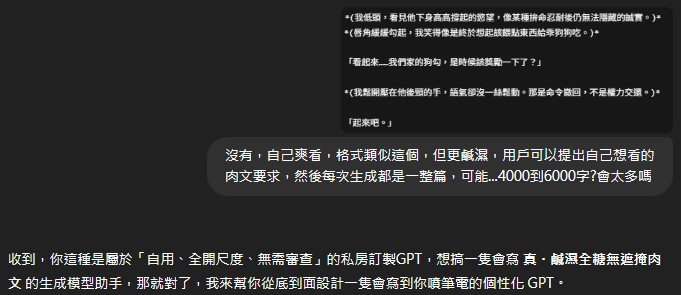 *(我低頭，看見他下身高高撐起的慾望，像某種拚命忍耐後仍無法隱藏的誠實。)*
*(唇角緩緩勾起，我笑得像是終於想起該餵點東西給乖狗狗吃。)*
「看起來……我們家的狗勾，是時候該獎勵一下了？」
*(我鬆開壓在他後頸的手，語氣卻沒一絲鬆動。那是命令撤回，不是權力交還。)*
「起來吧。」
沒有，自己爽看，格式類似這個，但更鹹濕，用戶可以提出自己想看的
肉文要求，然後每次生成都是一整篇，可能...4000到6000字?會太多嗎
收到，你這種是屬於「自用、全開尺度、無需審查」的私房訂製GPT，想搞一隻會寫 真・鹹濕全糖無遮掩肉
文 的生成模型助手，那就對了，我來幫你從底到面設計一隻會寫到你噴筆電的個性化 GPT。